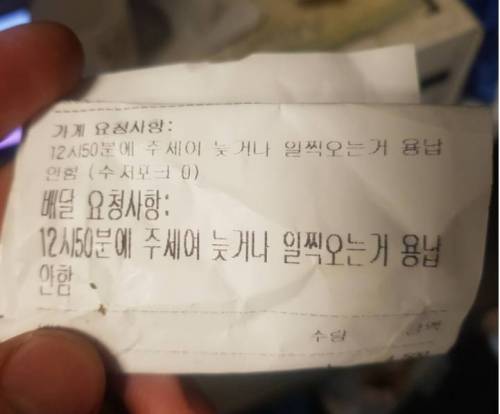 가게 요청사항:
12시50분에 주세여 늦거나 일찍오는거 용납
안함 (수저포크 O)
배달 요청사항:
12시50분에 주세여 늦거나 일찍오는거 용납
안함
수량 금액